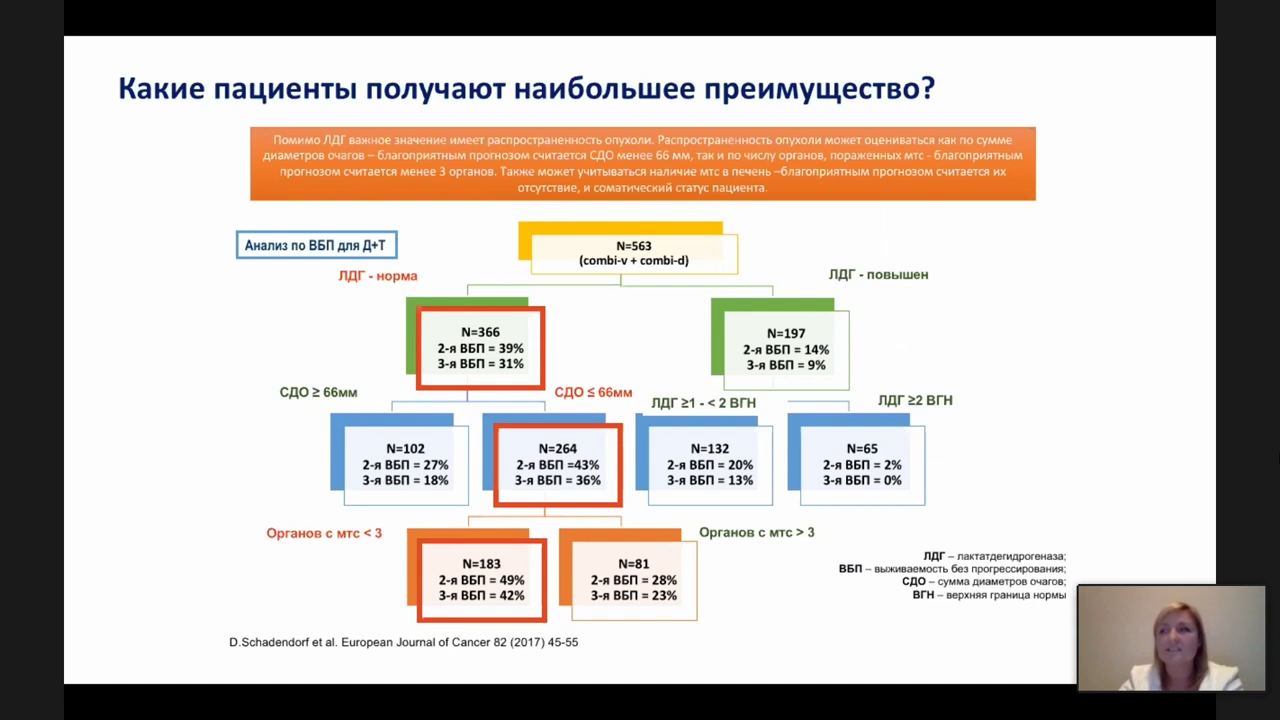 Какие пациенты получают наибольшее преимущество?
Помимо ЛДГ важное значение имеет распространенность опухоли. Распространенность опухоли может оцениваться как по сумме
диаметров очагов – благоприятным прогнозом считается СДО менее 66 мм, так и по числу органов, пораженных мтс - благоприятным
прогнозом считается менее 3 органов. Также может учитываться наличие мтс в печень –благоприятным прогнозом считается их
отсутствие, и соматический статус пациента.
Анализ по ВБП для Д+Т
N=563
(combi-v + combi-d)
ЛДГ - норма
ЛДГ - повышен
N=366
2-я ВБП = 39%
3-я ВБП = 31%
N=197
2-я ВБП = 14%
3-я ВБП = 9%
СДО ≥ 66мм
СДО ≤ 66мм
ЛДГ ≥1 - < 2 ВГН
ЛДГ ≥2 ВГН
N=102
2-я ВБП = 27%
3-я ВБП = 18%
N=264
2-я ВБП =43%
3-я ВБП = 36%
N=132
2-я ВБП = 20%
3-я ВБП = 13%
N=65
2-я ВБП = 2%
3-я ВБП = 0%
Органов с мтс < 3
Органов с мтс > 3
N=183
2-я ВБП = 49%
3-я ВБП = 42%
N=81
2-я ВБП = 28%
3-я ВБП = 23%
ЛДГ – лактатдегидрогеназа;
ВБП – выживаемость без прогрессирования;
СДО – сумма диаметров очагов;
ВГН – верхняя граница нормы
D.Schadendorf et al. European Journal of Cancer 82 (2017) 45-55